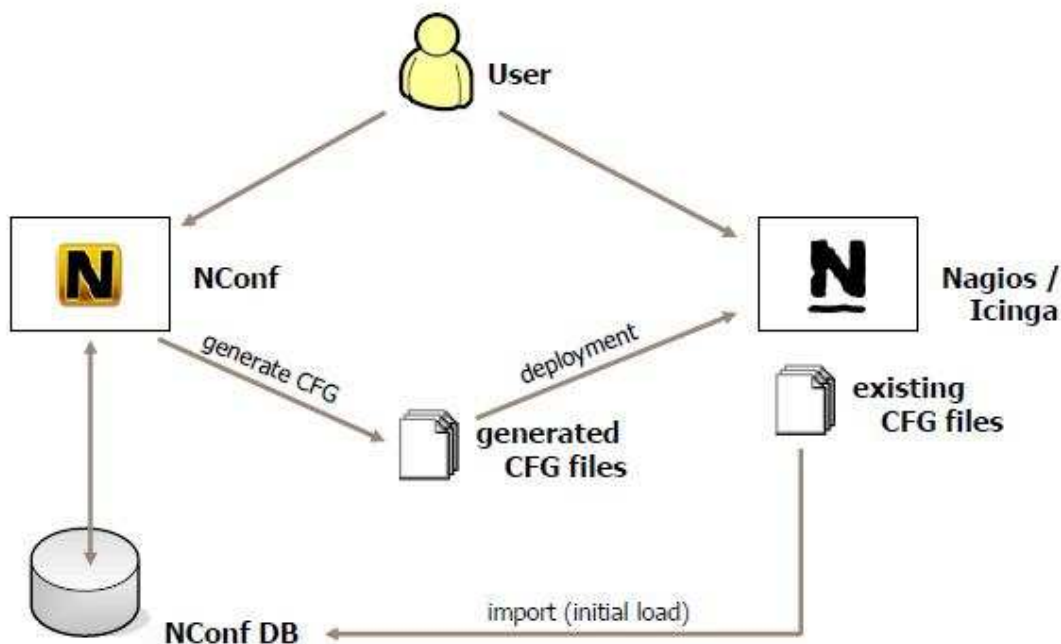 User
N
NConf
N
Nagios /
Icinga
generate CFG
deployment
generated
CFG files
existing
CFG files
import (initial load)
NConf DB